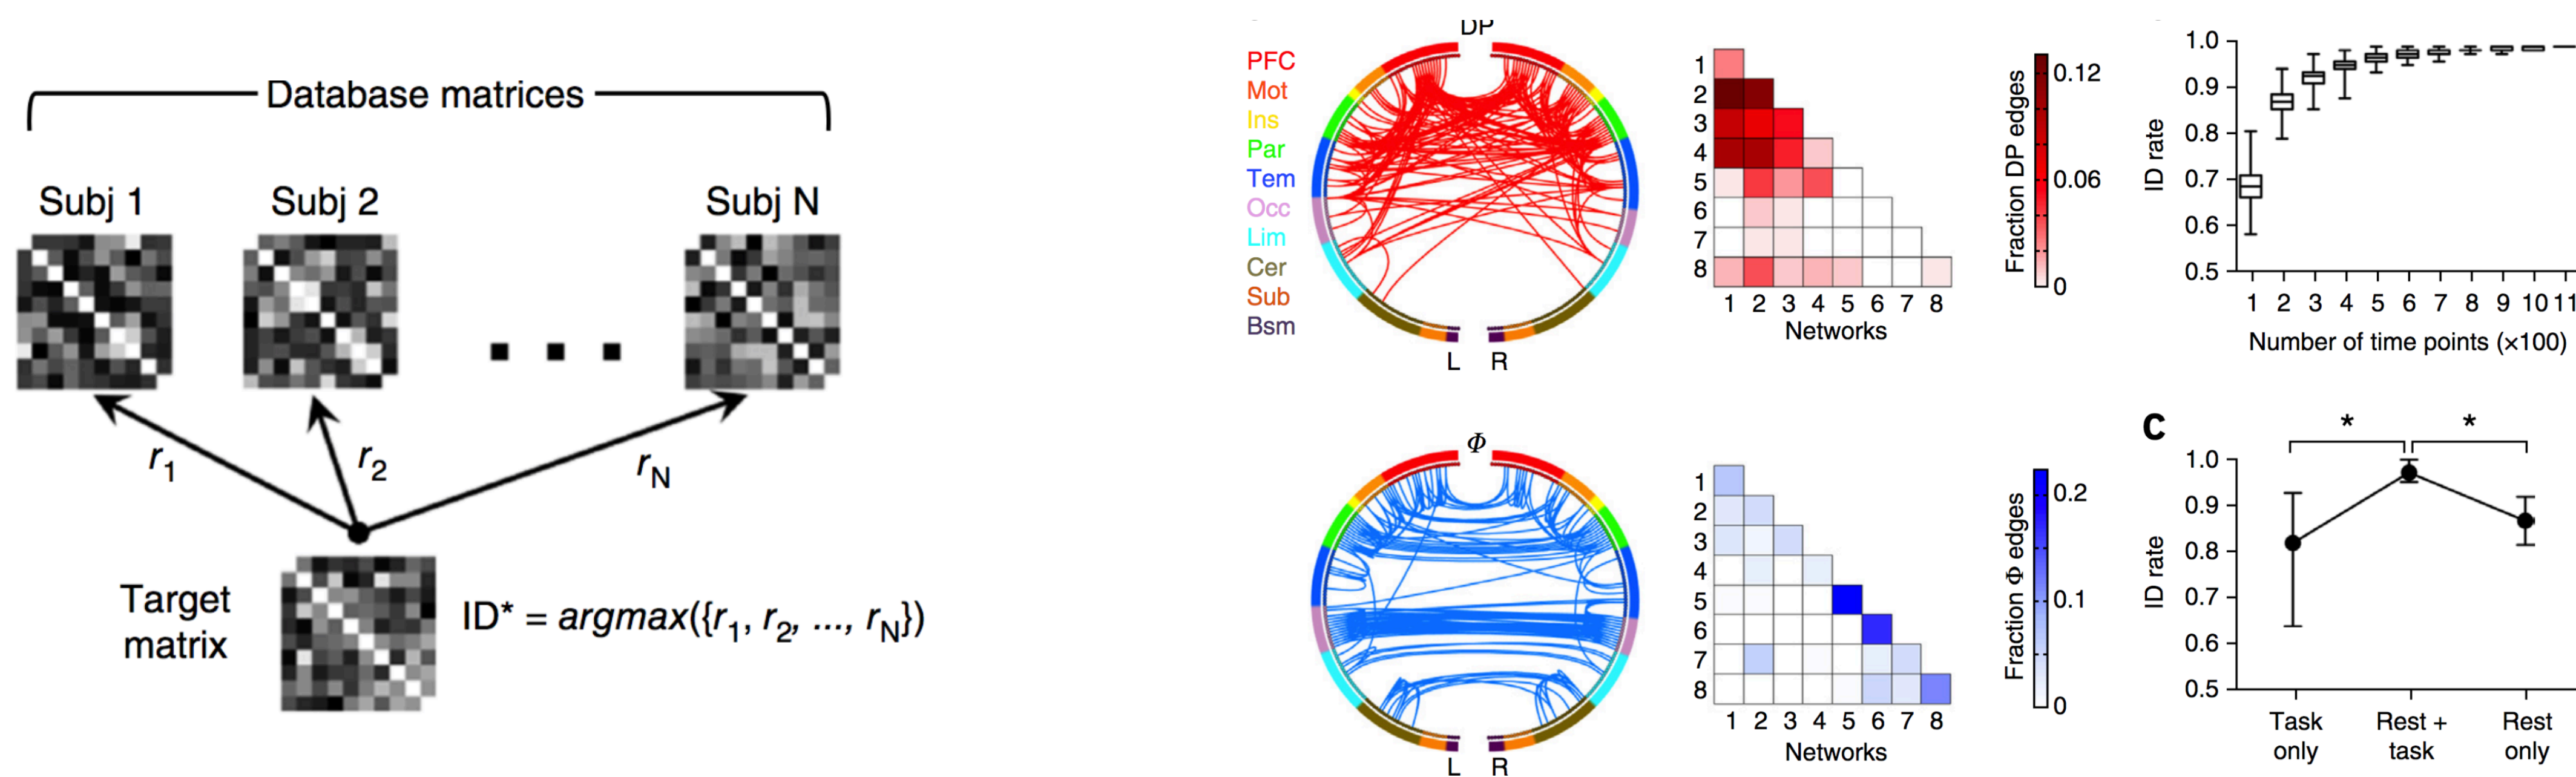 Database matrices
Subj 1
Subj 2
Subj N
r1
r2
rN
Target
matrix
ID* = argmax({r1, r2, ..., rN})
DP
PFC
Mot
Ins
Par
Tem
Occ
Lim
Cer
Sub
Bsm
L
R
1
2
3
4
5
6
7
8
1 2 3 4 5 6 7 8
Networks
0.12
0.06
0
Fraction DP edges
Φ
L
R
1
2
3
4
5
6
7
8
1 2 3 4 5 6 7 8
Networks
0.2
0.1
0
Fraction Φ edges
1.0
0.9
0.8
0.7
0.6
0.5
ID rate
1 2 3 4 5 6 7 8 9 10 11
Number of time points (×100)
c
* *
1.0
0.9
0.8
0.7
0.6
0.5
ID rate
Task
only
Rest +
task
Rest
only